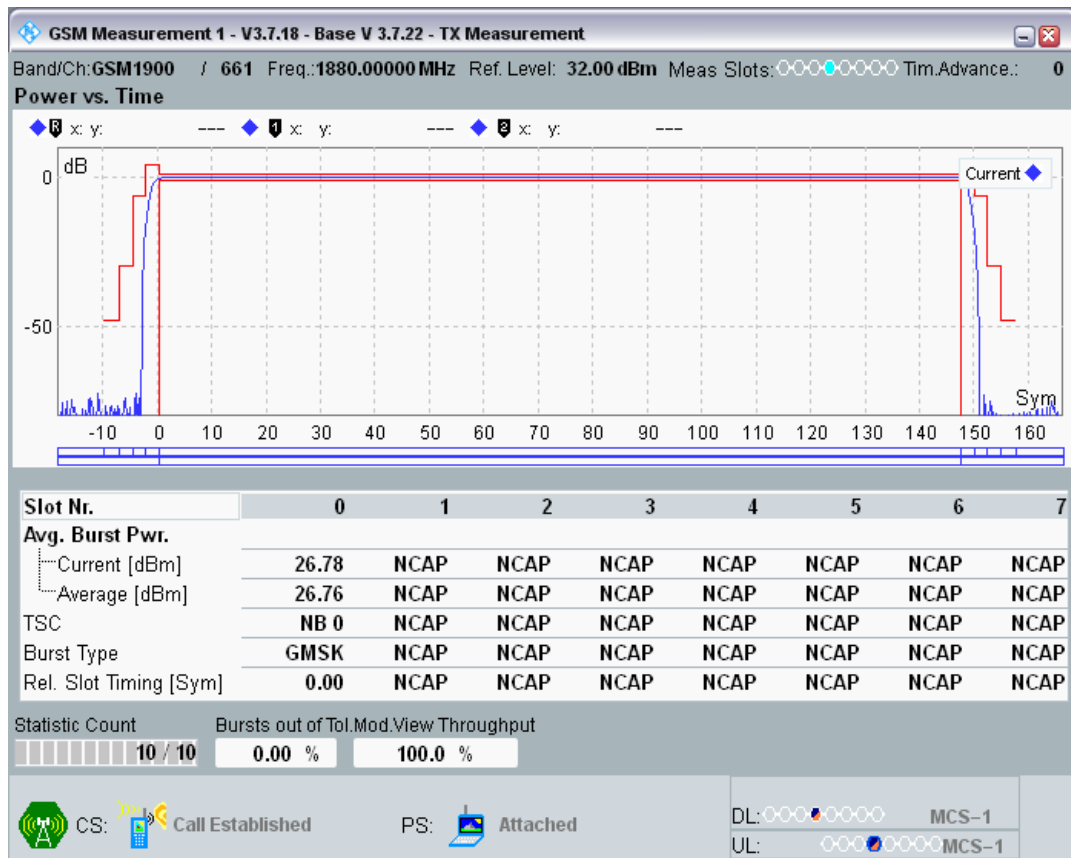 GSM Measurement 1 - V3.7.18 - Base V 3.7.22 - TX Measurement
Band/Ch:GSM1900 / 661 Freq.:1880.00000 MHz Ref. Level: 32.00 dBm Meas Slots: Tim.Advance.: 0
Power vs. Time
R x: y: --- 1 x: y: --- 2 x: y: ---
dB
Current
0
-50
Sym
-10 0 10 20 30 40 50 60 70 80 90 100 110 120 130 140 150 160
Slot Nr. 0 1 2 3 4 5 6 7
Avg. Burst Pwr.
Current [dBm] 26.78 NCAP NCAP NCAP NCAP NCAP NCAP NCAP
Average [dBm] 26.76 NCAP NCAP NCAP NCAP NCAP NCAP NCAP
TSC NB 0 NCAP NCAP NCAP NCAP NCAP NCAP NCAP
Burst Type GMSK NCAP NCAP NCAP NCAP NCAP NCAP NCAP
Rel. Slot Timing [Sym] 0.00 NCAP NCAP NCAP NCAP NCAP NCAP NCAP
Statistic Count Bursts out of Tol.Mod.View Throughput
10 / 10 0.00 % 100.0 %
CS: Call Established PS: Attached
DL: MCS-1
UL: MCS-1